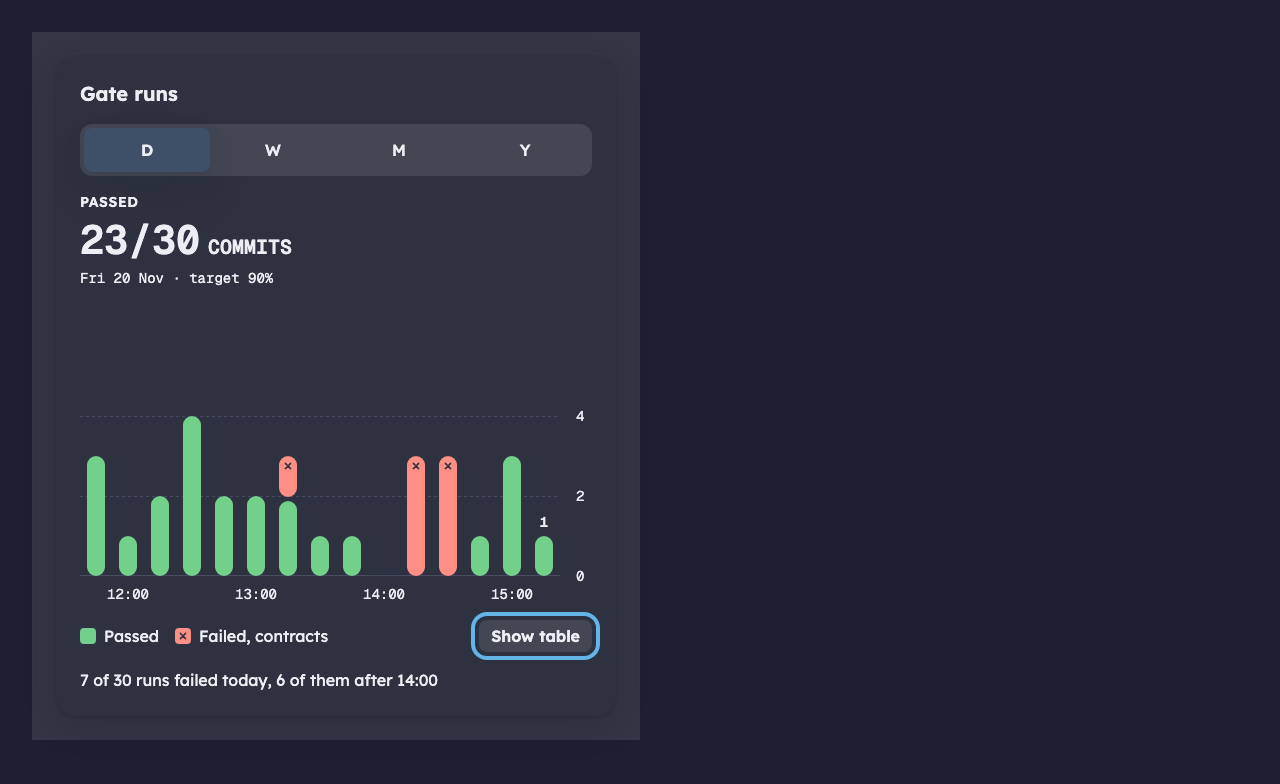 Gate runs
D W M Y
PASSED
23/30 COMMITS
Fri 20 Nov · target 90%
4
2
1
0
12:00 13:00 14:00 15:00
Passed × Failed, contracts Show table
7 of 30 runs failed today, 6 of them after 14:00